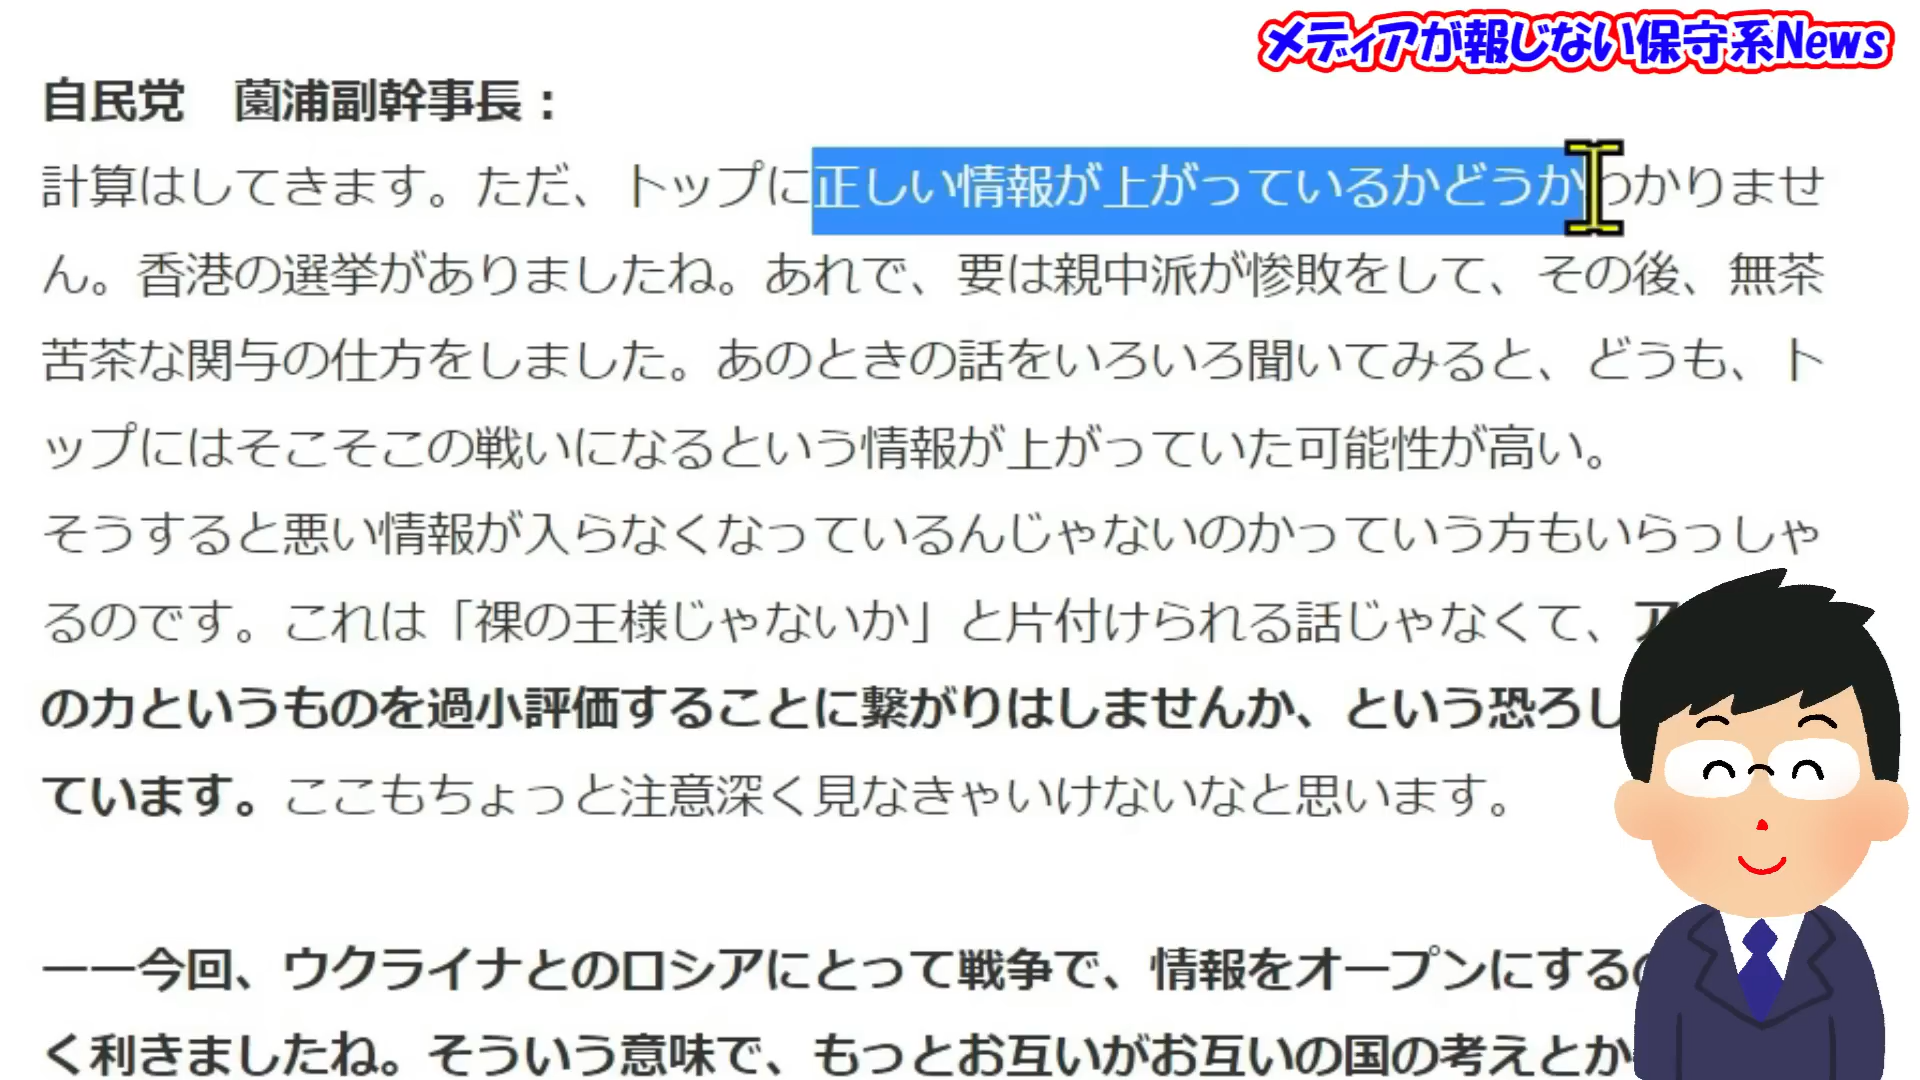 メディアが報じない保守系News
自民党 薗浦副幹事長：
計算はしてきます。ただ、トップに正しい情報が上がっているかどうかわかりませ
ん。香港の選挙がありましたね。あれで、要は親中派が惨敗をして、その後、無茶
苦茶な関与の仕方をしました。あのときの話をいろいろ聞いてみると、どうも、ト
ップにはそこそこの戦いになるという情報が上がっていた可能性が高い。
そうすると悪い情報が入らなくなっているんじゃないのかっていう方もいらっしゃ
るのです。これは「裸の王様じゃないか」と片付けられる話じゃなくて、ア
の力というものを過小評価することに繋がりはしませんか、という恐ろし
ています。ここもちょっと注意深く見なきゃいけないなと思います。
ーー今回、ウクライナとのロシアにとって戦争で、情報をオープンにする
く利きましたね。そういう意味で、もっとお互いがお互いの国の考えとか